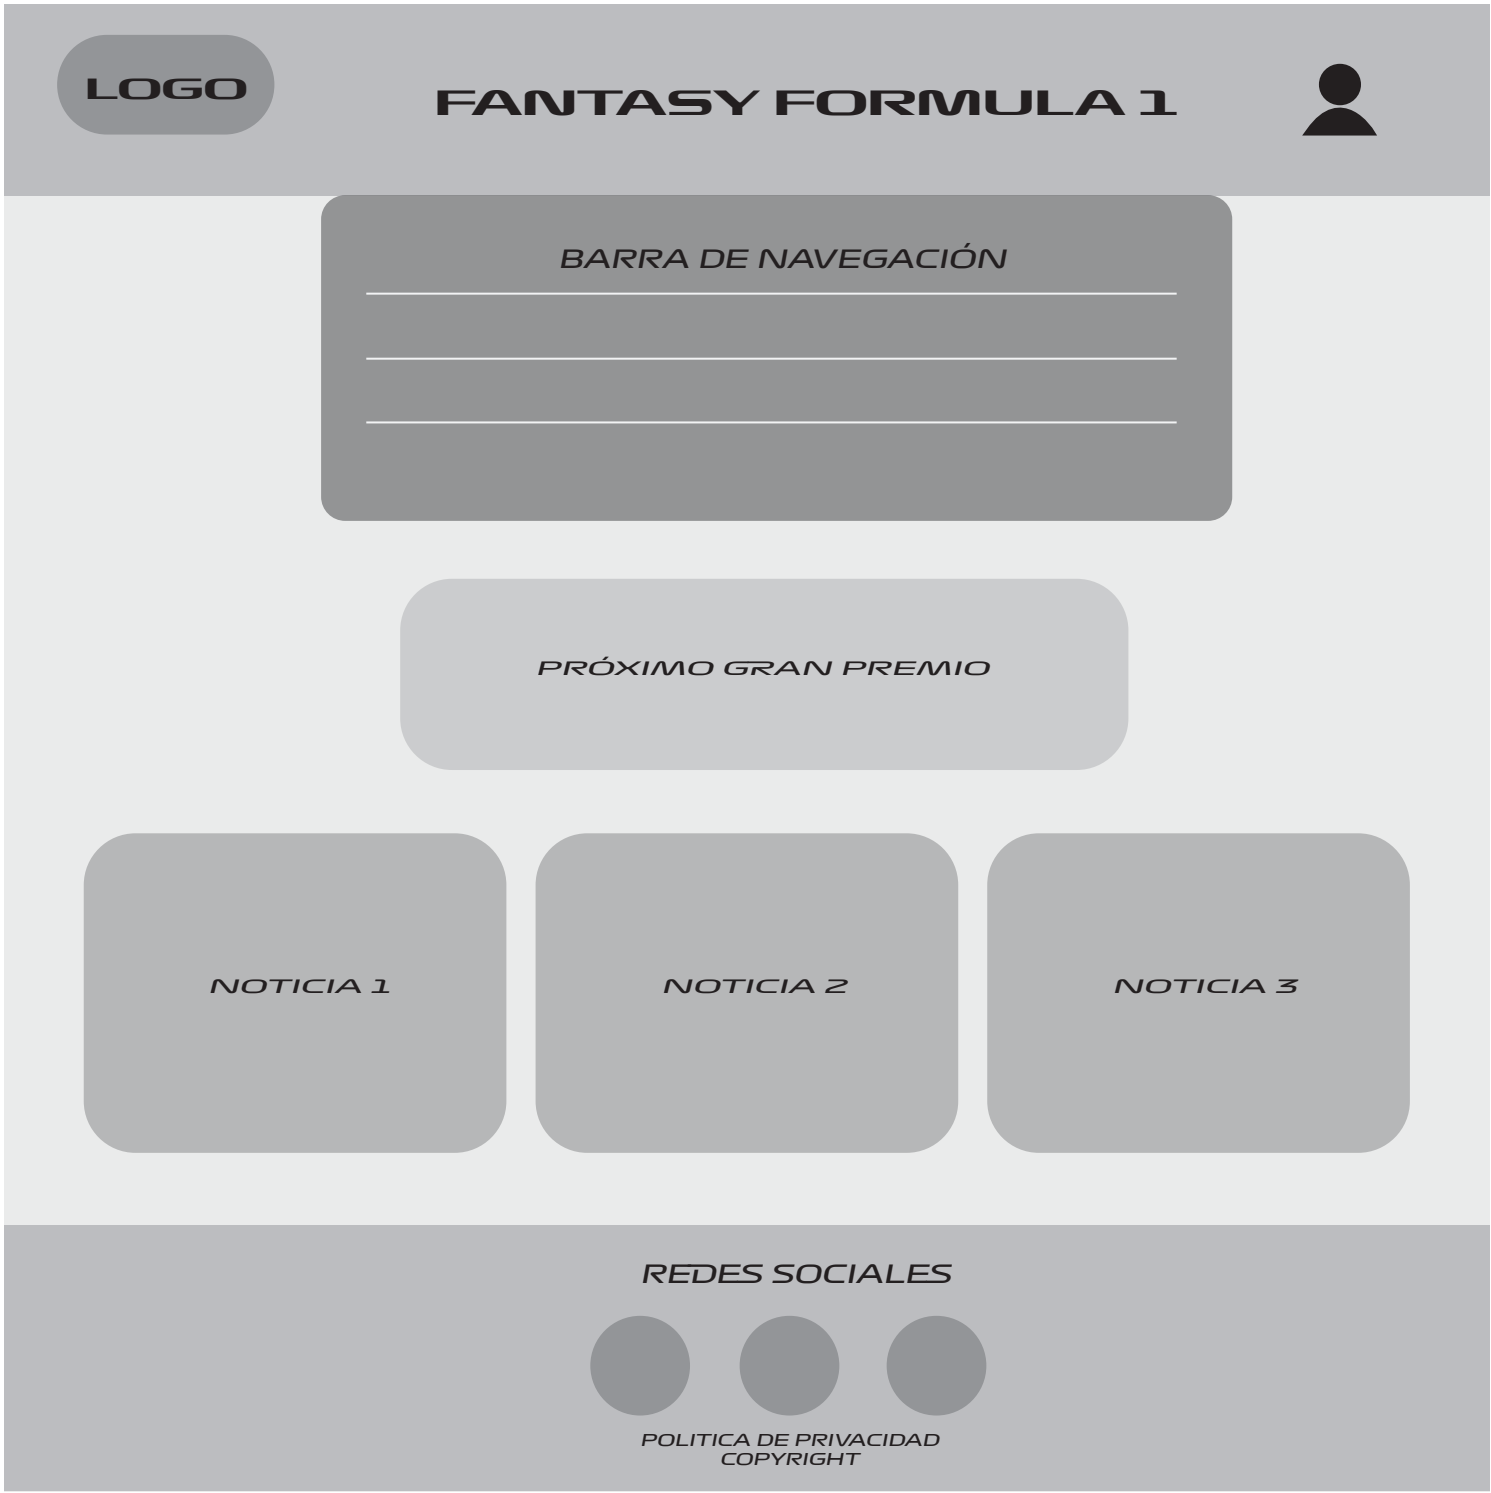 LOGO
FANTASY FORMULA 1
BARRA DE NAVEGACIÓN
PRÓXIMO GRAN PREMIO
NOTICIA 1
NOTICIA 2
NOTICIA 3
REDES SOCIALES
POLITICA DE PRIVACIDAD
COPYRIGHT